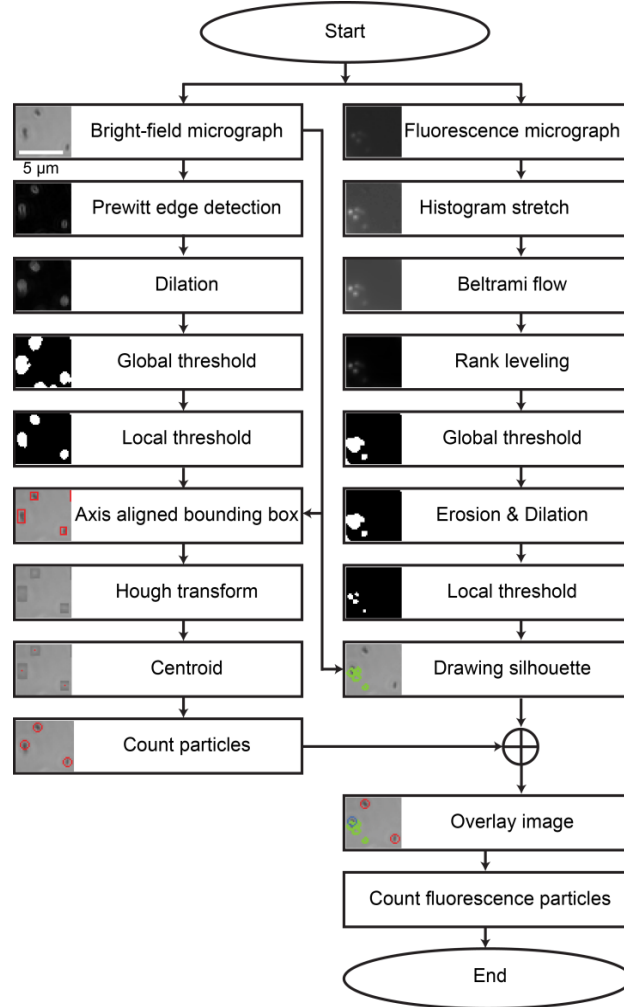 Start
Bright-field micrograph
5 µm
Prewitt edge detection
Dilation
Global threshold
Local threshold
Axis aligned bounding box
Hough transform
Centroid
Count particles
Fluorescence micrograph
Histogram stretch
Beltrami flow
Rank leveling
Global threshold
Erosion & Dilation
Local threshold
Drawing silhouette
Overlay image
Count fluorescence particles
End